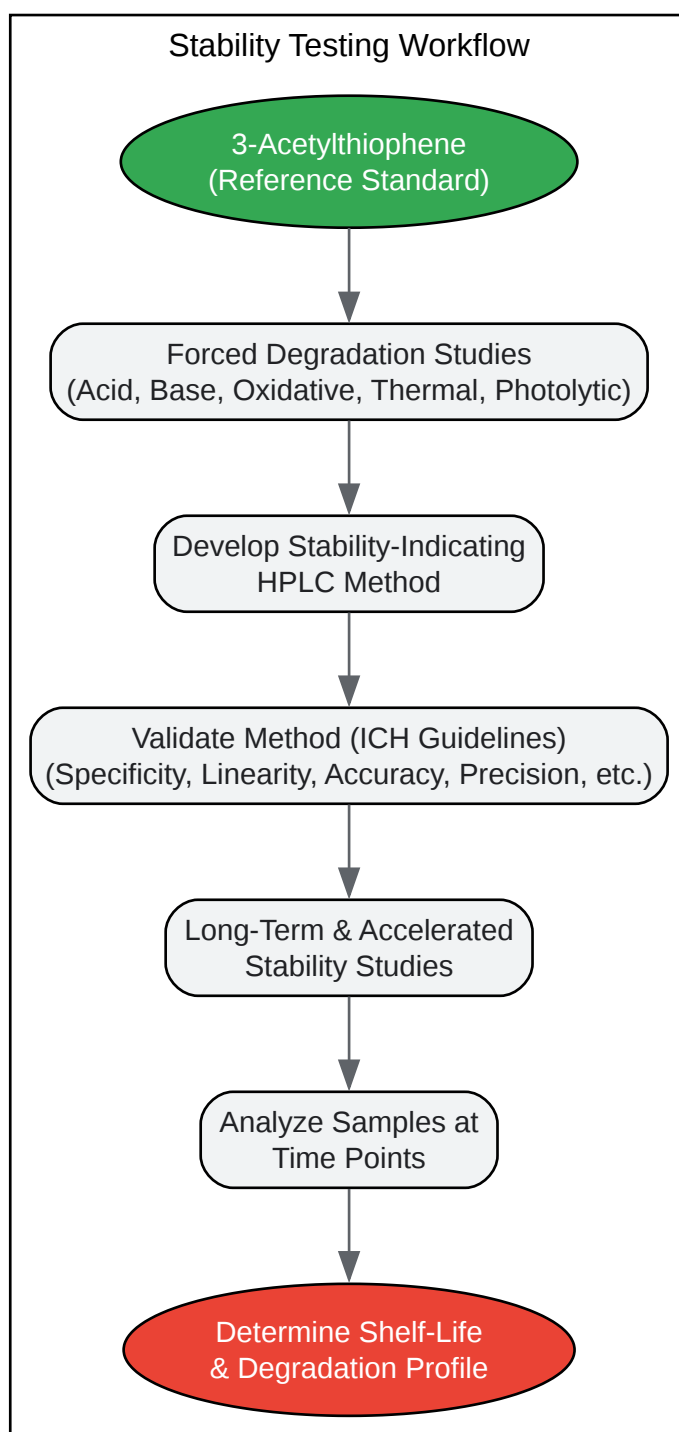 Stability Testing Workflow
3-Acetylthiophene
(Reference Standard)
Forced Degradation Studies
(Acid, Base, Oxidative, Thermal, Photolytic)
Develop Stability-Indicating
HPLC Method
Validate Method (ICH Guidelines)
(Specificity, Linearity, Accuracy, Precision, etc.)
Long-Term & Accelerated
Stability Studies
Analyze Samples at
Time Points
Determine Shelf-Life
& Degradation Profile